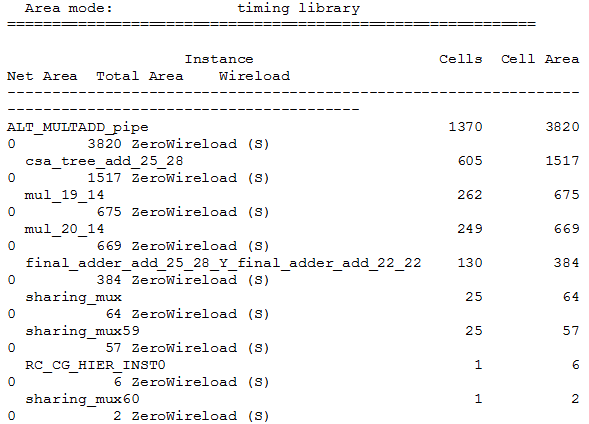 Area mode: timing library
============================================================
Instance Cells Cell Area
Net Area Total Area Wireload
-----------------------------------------------------------------
----------------------------------------
ALT_MULTADD_pipe 1370 3820
0 3820 ZeroWireload (S)
csa_tree_add_25_28 605 1517
0 1517 ZeroWireload (S)
mul_19_14 262 675
0 675 ZeroWireload (S)
mul_20_14 249 669
0 669 ZeroWireload (S)
final_adder_add_25_28_Y_final_adder_add_22_22 130 384
0 384 ZeroWireload (S)
sharing_mux 25 64
0 64 ZeroWireload (S)
sharing_mux59 25 57
0 57 ZeroWireload (S)
RC_CG_HIER_INST0 1 6
0 6 ZeroWireload (S)
sharing_mux60 1 2
0 2 ZeroWireload (S)